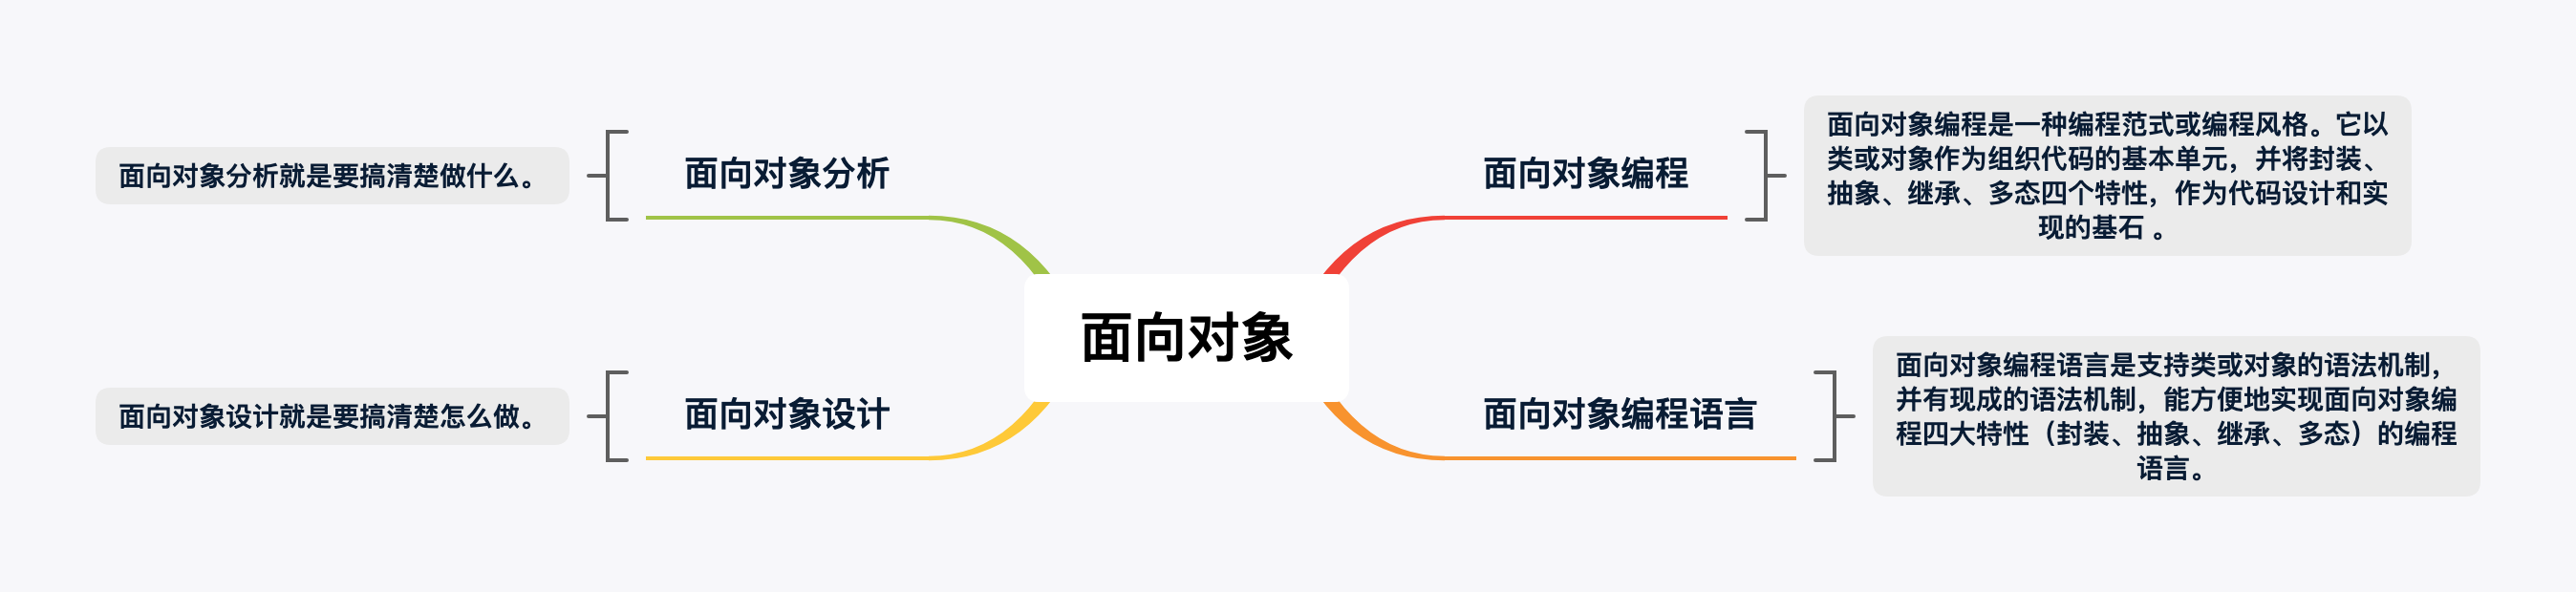 面向对象
面向对象编程
面向对象编程是一种编程范式或编程风格。它以
类或对象作为组织代码的基本单元，并将封装、
抽象、继承、多态四个特性，作为代码设计和实
现的基石 。
面向对象编程语言
面向对象编程语言是支持类或对象的语法机制，
并有现成的语法机制，能方便地实现面向对象编
程四大特性（封装、抽象、继承、多态）的编程
语言。
面向对象分析
面向对象分析就是要搞清楚做什么。
面向对象设计
面向对象设计就是要搞清楚怎么做。